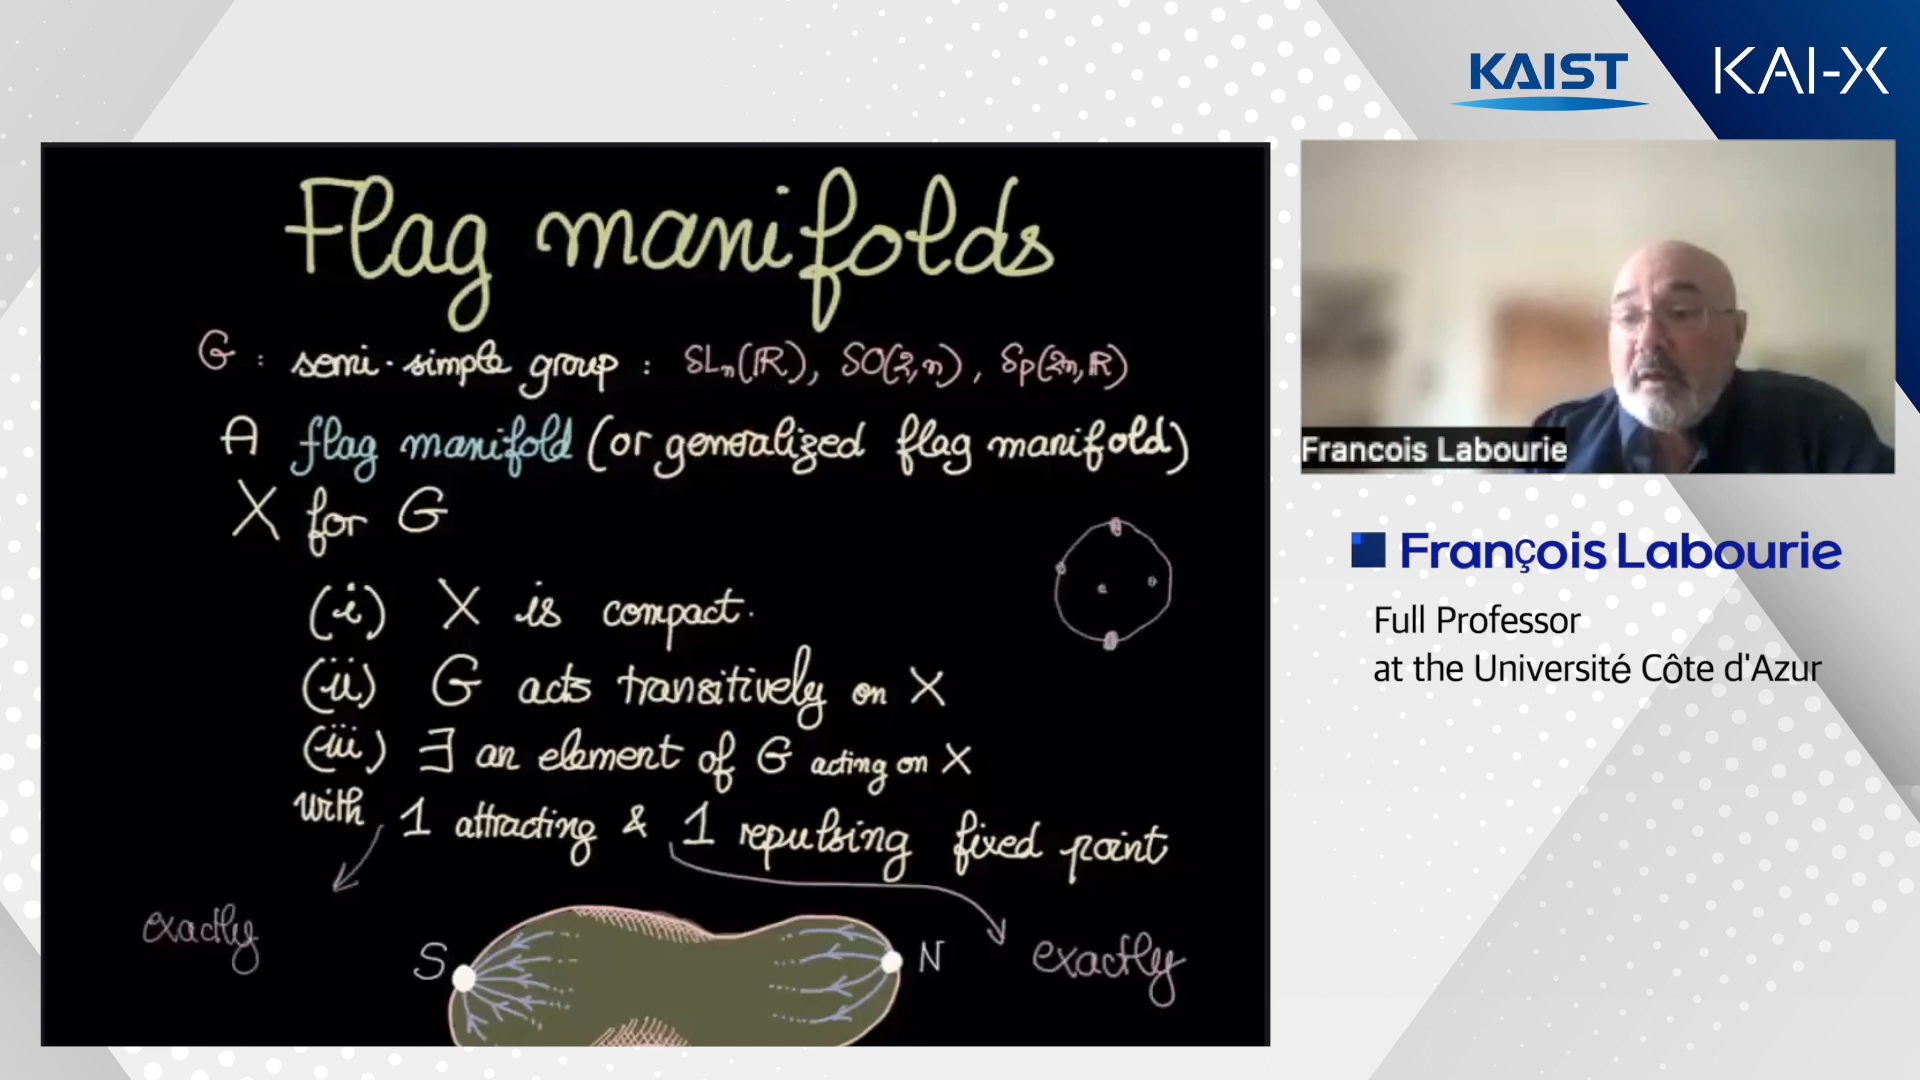 KAIST
KAI-X
Flag manifolds
G : semi-simple group : SLn(ℝ), SO(2,n), Sp(2n,ℝ)
A flag manifold (or generalized flag manifold)
X for G
(i) X is compact.
(ii) G acts transitively on X
(iii) ∃ an element of G acting on X
with 1 attracting & 1 repulsing fixed point
exactly
S
N
exactly
Francois Labourie
François Labourie
Full Professor
at the Université Côte d'Azur